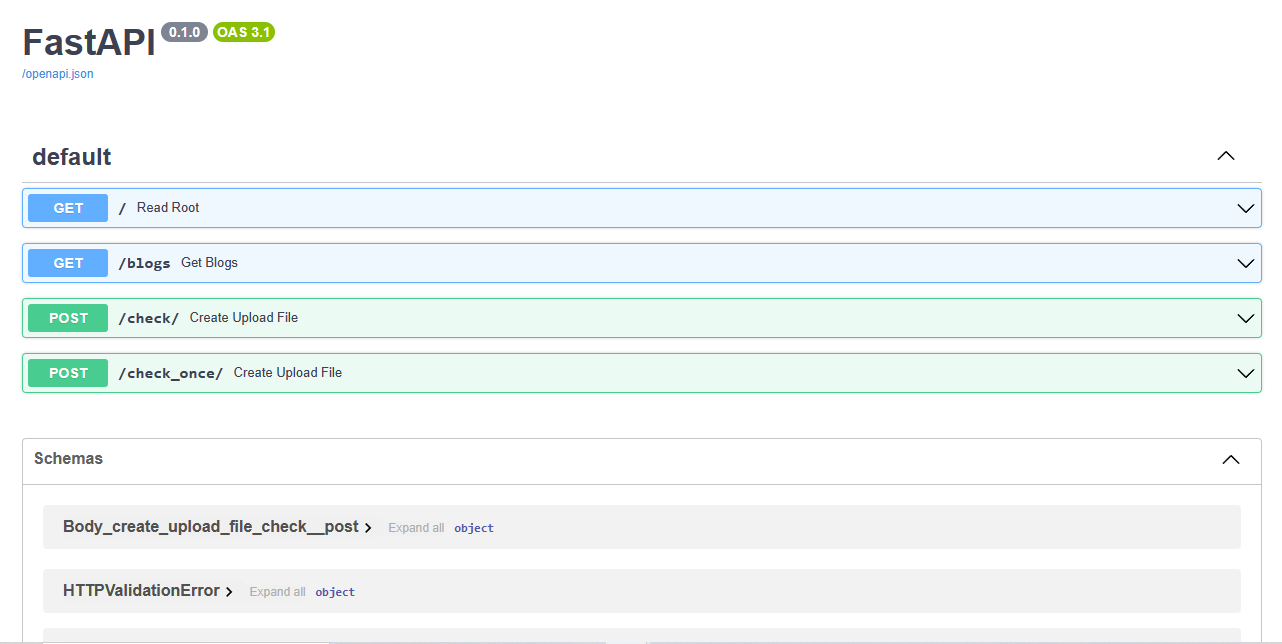 FastAPI 0.1.0 OAS 3.1
/openapi.json
default
GET / Read Root
GET /blogs Get Blogs
POST /check/ Create Upload File
POST /check_once/ Create Upload File
Schemas
Body_create_upload_file_check__post Expand all object
HTTPValidationError Expand all object